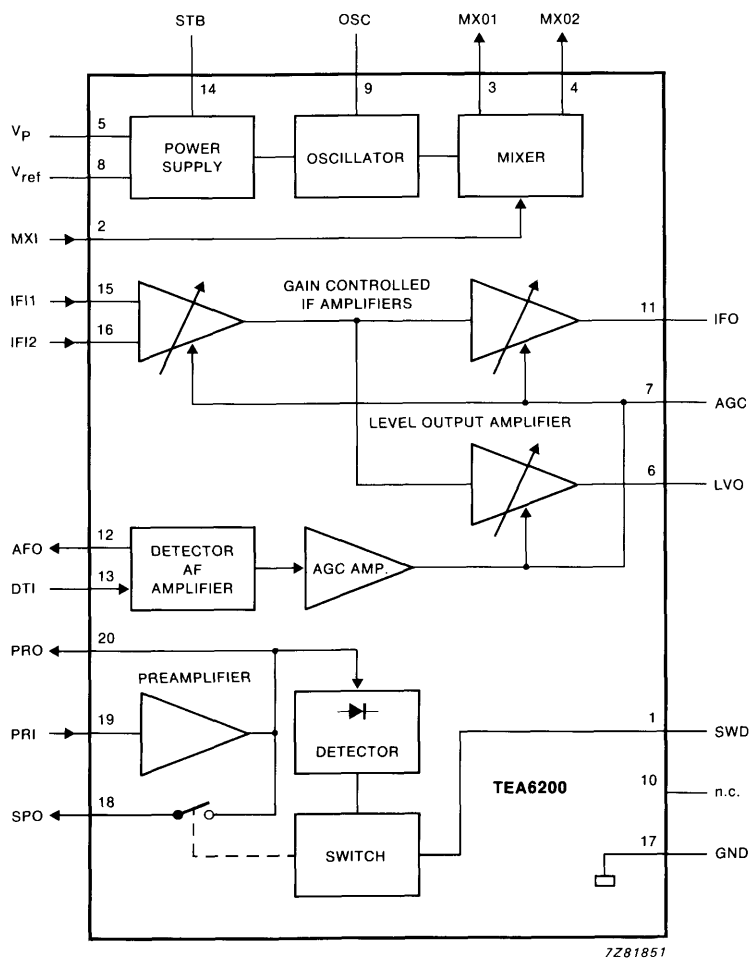 STB
OSC
MX01
MX02
14
9
3
4
VP
5
POWER
SUPPLY
OSCILLATOR
MIXER
Vref
8
MXI
2
IFI1
15
GAIN CONTROLLED
IF AMPLIFIERS
11
IFO
IFI2
16
7
AGC
LEVEL OUTPUT AMPLIFIER
6
LVO
AFO
12
DETECTOR
AF
AMPLIFIER
AGC AMP.
DTI
13
PRO
20
PREAMPLIFIER
PRI
19
DETECTOR
1
SWD
TEA6200
10
n.c.
SPO
18
SWITCH
17
GND
7Z81851